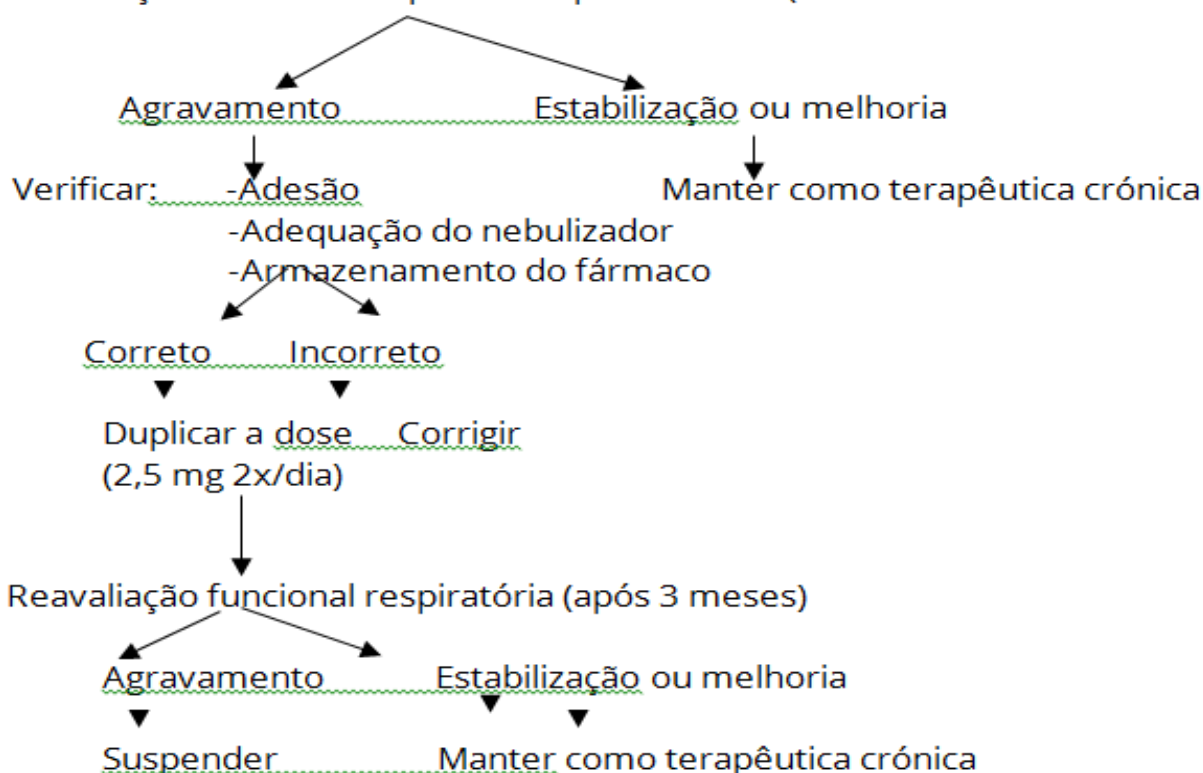 Agravamento Estabilização ou melhoria
Verificar: -Adesão Manter como terapêutica crónica
-Adequação do nebulizador
-Armazenamento do fármaco
Correto Incorreto
Duplicar a dose Corrigir
(2,5 mg 2x/dia)
Reavaliação funcional respiratória (após 3 meses)
Agravamento Estabilização ou melhoria
Suspender Manter como terapêutica crónica